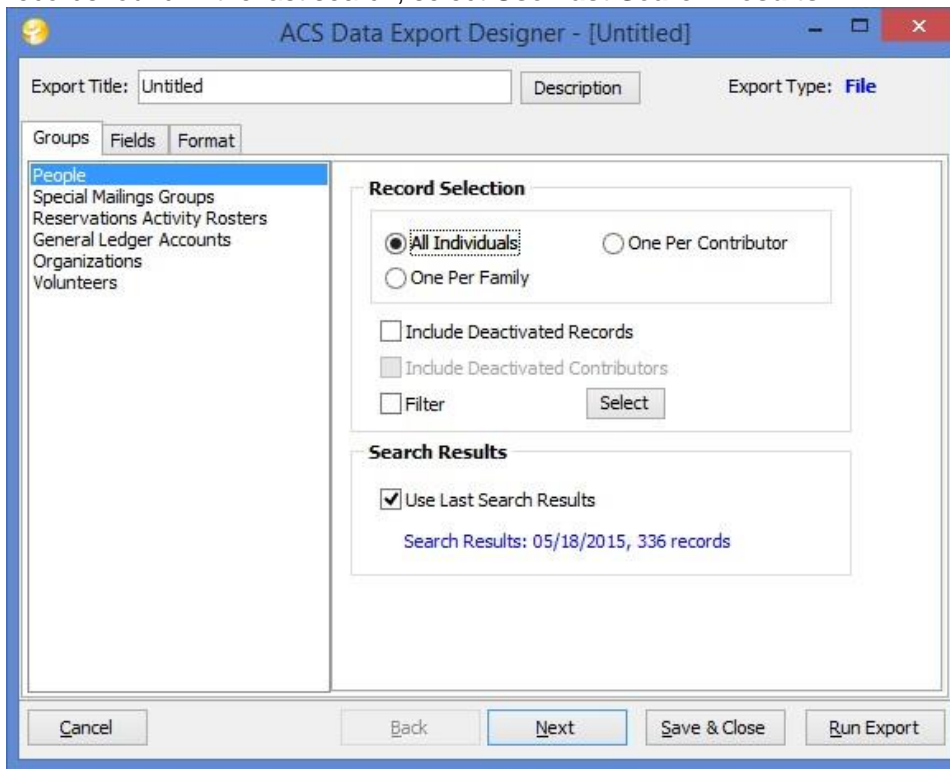 ACS Data Export Designer - [Untitled]
Export Title: Untitled Description Export Type: File
Groups Fields Format
People
Special Mailings Groups
Reservations Activity Rosters
General Ledger Accounts
Organizations
Volunteers
Record Selection
All Individuals One Per Contributor
One Per Family
Include Deactivated Records
Include Deactivated Contributors
Filter Select
Search Results
Use Last Search Results
Search Results: 05/18/2015, 336 records
Cancel Back Next Save & Close Run Export